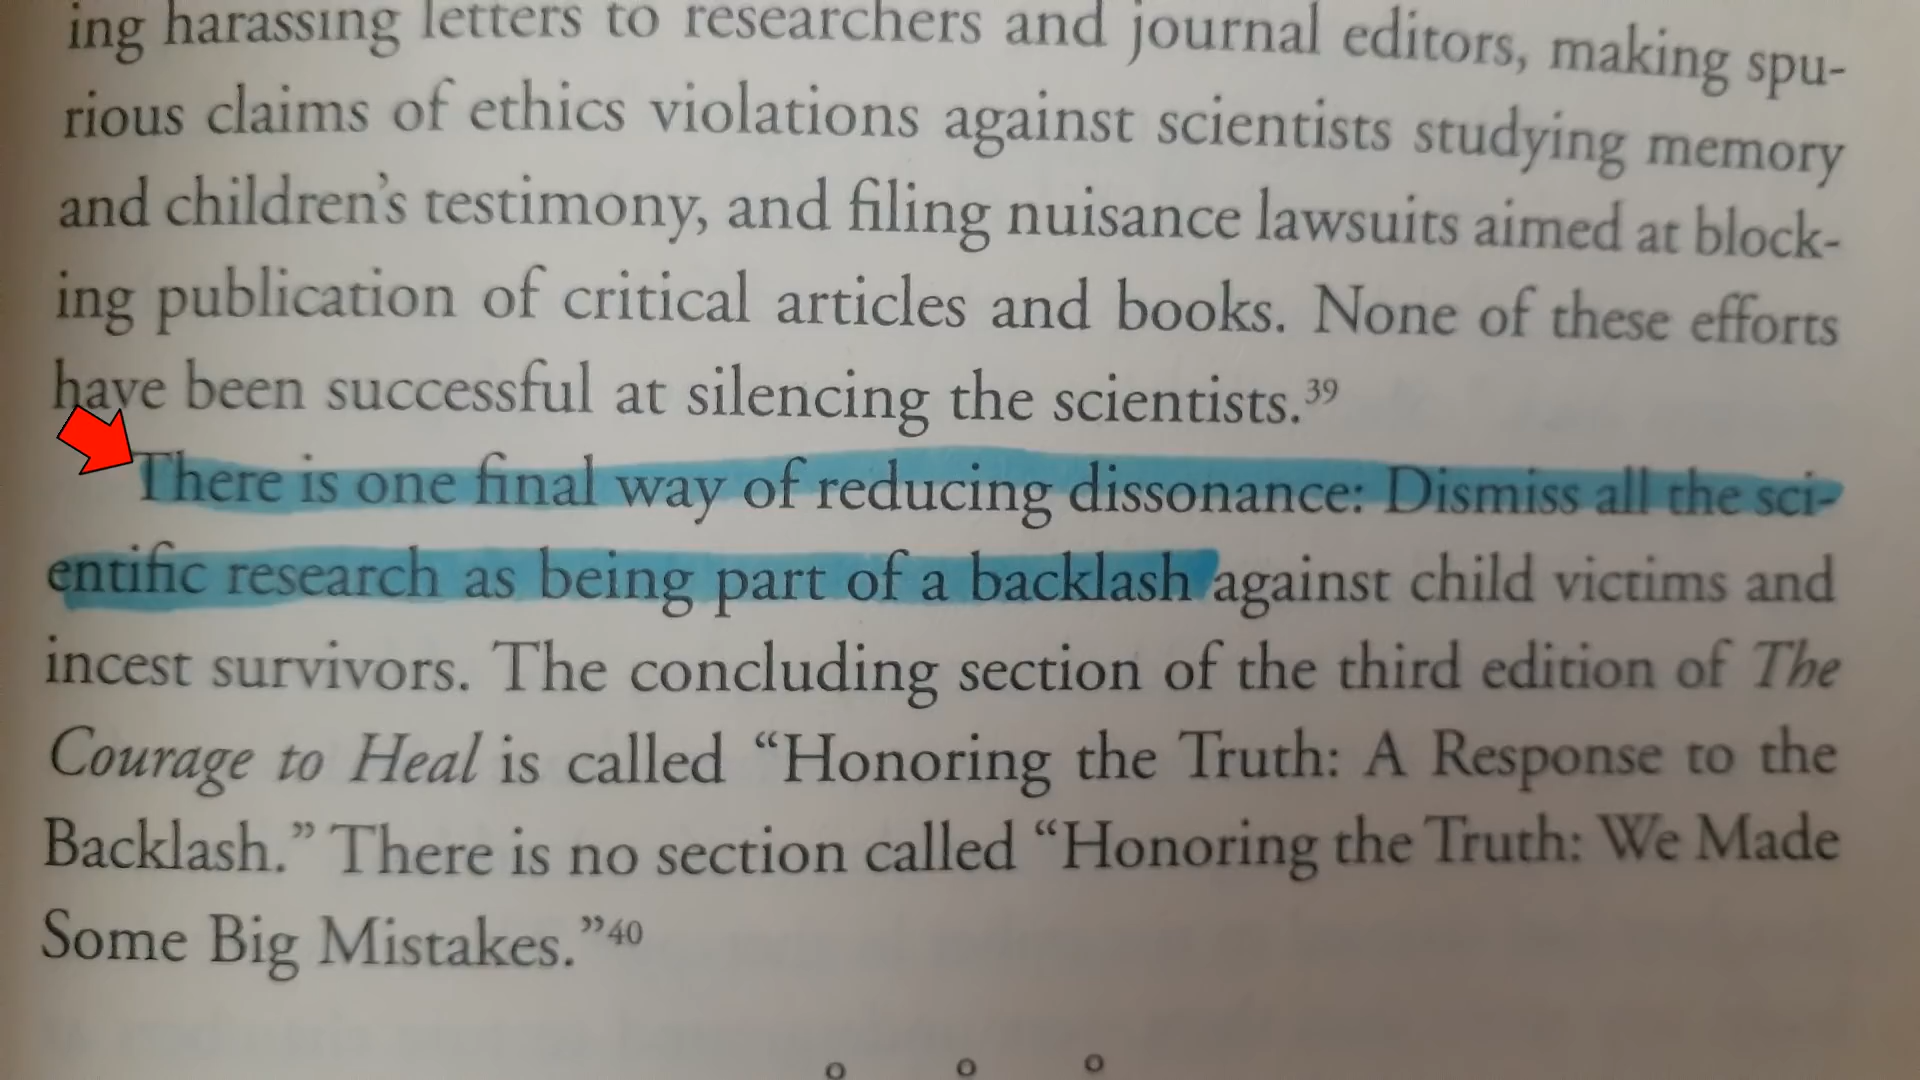 ing harassing letters to researchers and journal editors, making spu-
rious claims of ethics violations against scientists studying memory
and children's testimony, and filing nuisance lawsuits aimed at block-
ing publication of critical articles and books. None of these efforts
have been successful at silencing the scientists.39
There is one final way of reducing dissonance: Dismiss all the sci-
entific research as being part of a backlash against child victims and
incest survivors. The concluding section of the third edition of The
Courage to Heal is called “Honoring the Truth: A Response to the
Backlash.” There is no section called “Honoring the Truth: We Made
Some Big Mistakes.”40